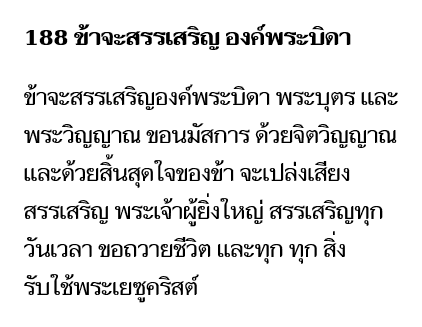 188 ข้าจะสรรเสริญ องค์พระบิดา
ข้าจะสรรเสริญองค์พระบิดา พระบุตร และ
พระวิญญาณ ขอนมัสการ ด้วยจิตวิญญาณ
และด้วยสิ้นสุดใจของข้า จะเปล่งเสียง
สรรเสริญ พระเจ้าผู้ยิ่งใหญ่ สรรเสริญทุก
วันเวลา ขอถวายชีวิต และทุก ทุก สิ่ง
รับใช้พระเยซูคริสต์